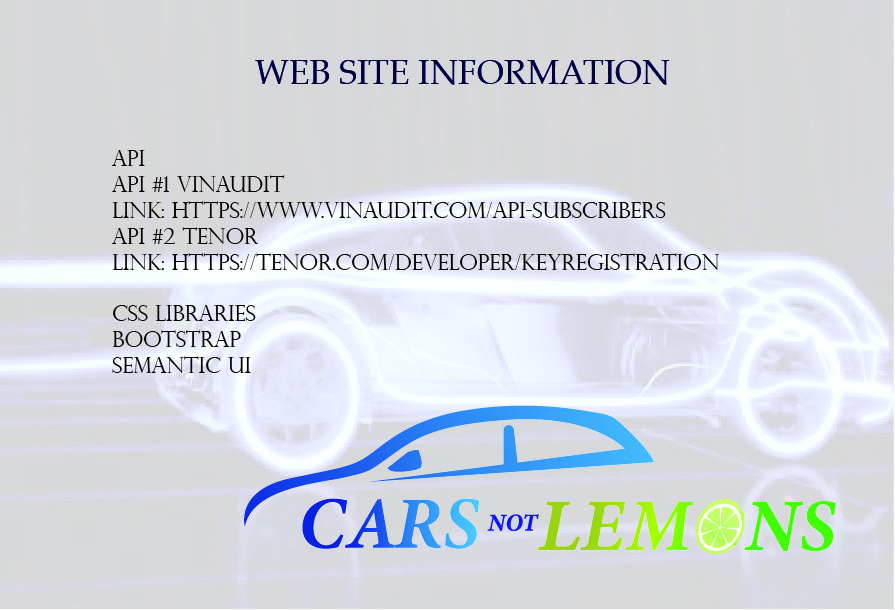 WEB SITE INFORMATION
API
API #1 VINAUDIT
LINK: HTTPS://WWW.VINAUDIT.COM/API-SUBSCRIBERS
API #2 TENOR
LINK: HTTPS://TENOR.COM/DEVELOPER/KEYREGISTRATION
CSS LIBRARIES
BOOTSTRAP
SEMANTIC UI
CARS NOT LEMONS